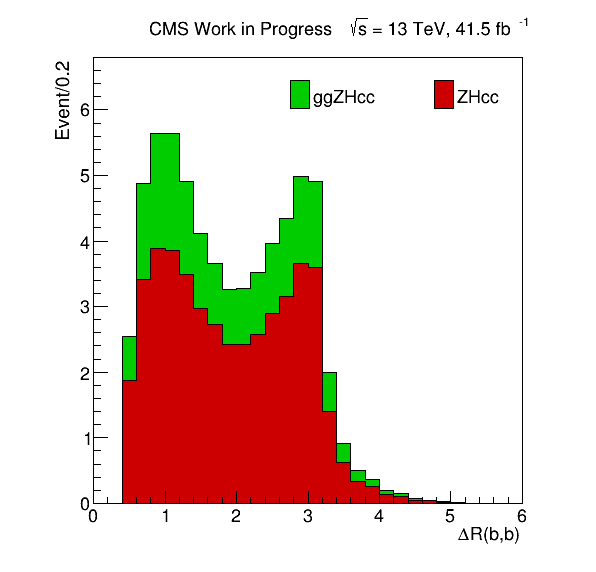 CMS Work in Progress √s = 13 TeV, 41.5 fb -1
Event/0.2
ggZHcc ZHcc
6
5
4
3
2
1
0
0 1 2 3 4 5 6
ΔR(b,b)